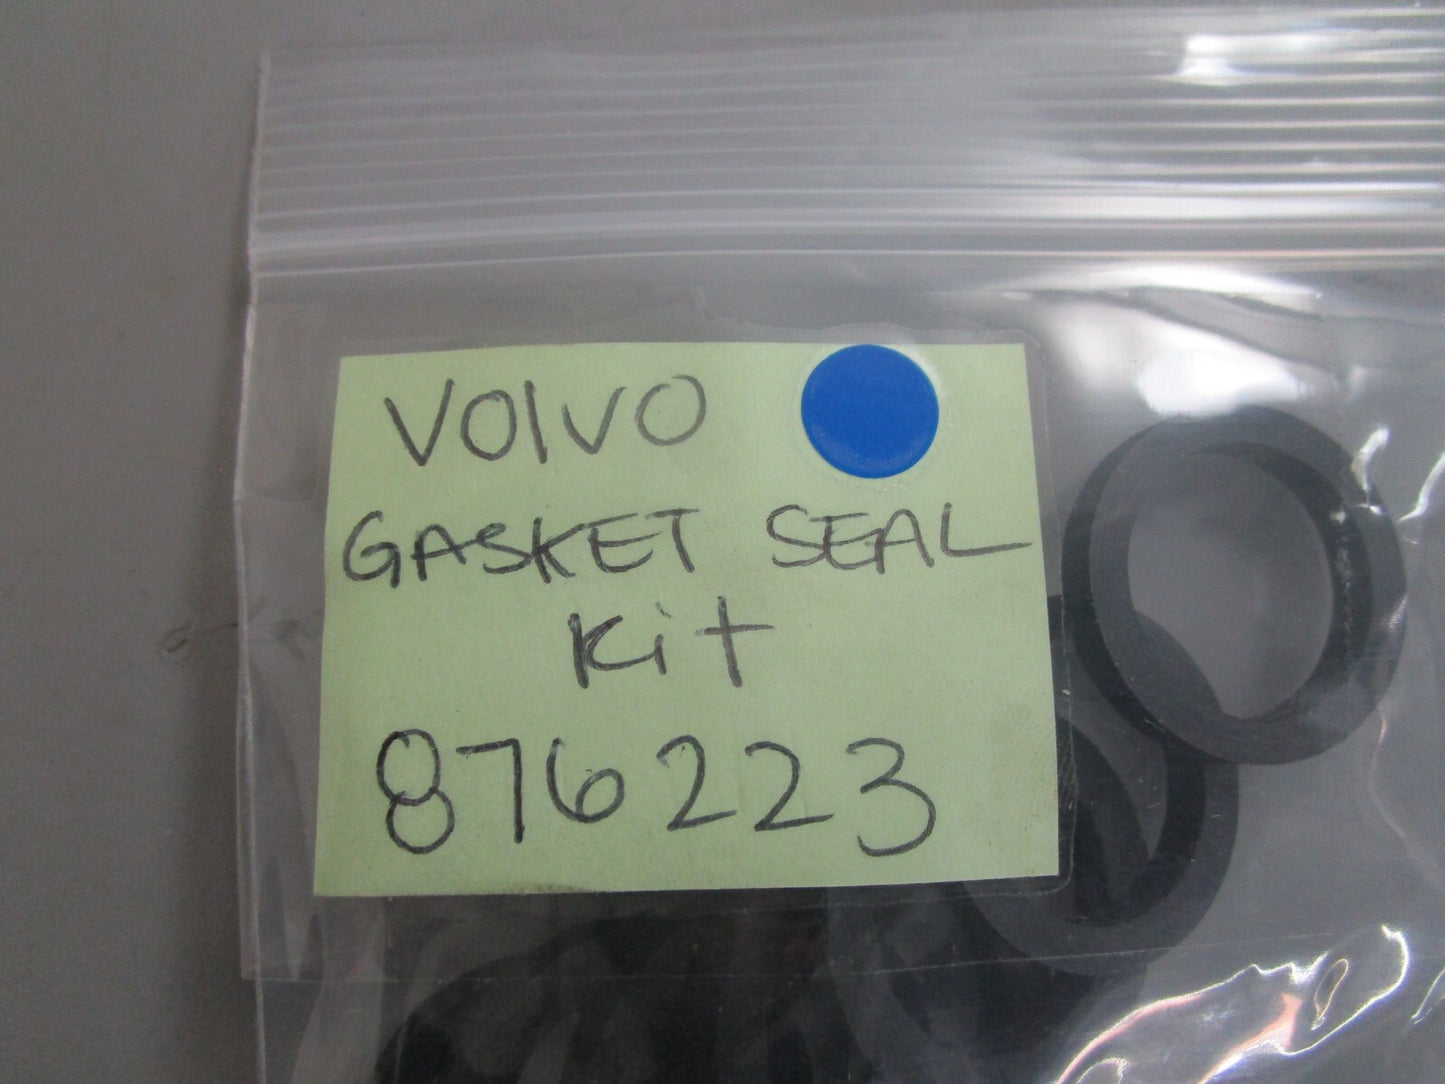 VOlVO
GASKET SEAL
Kit
876223